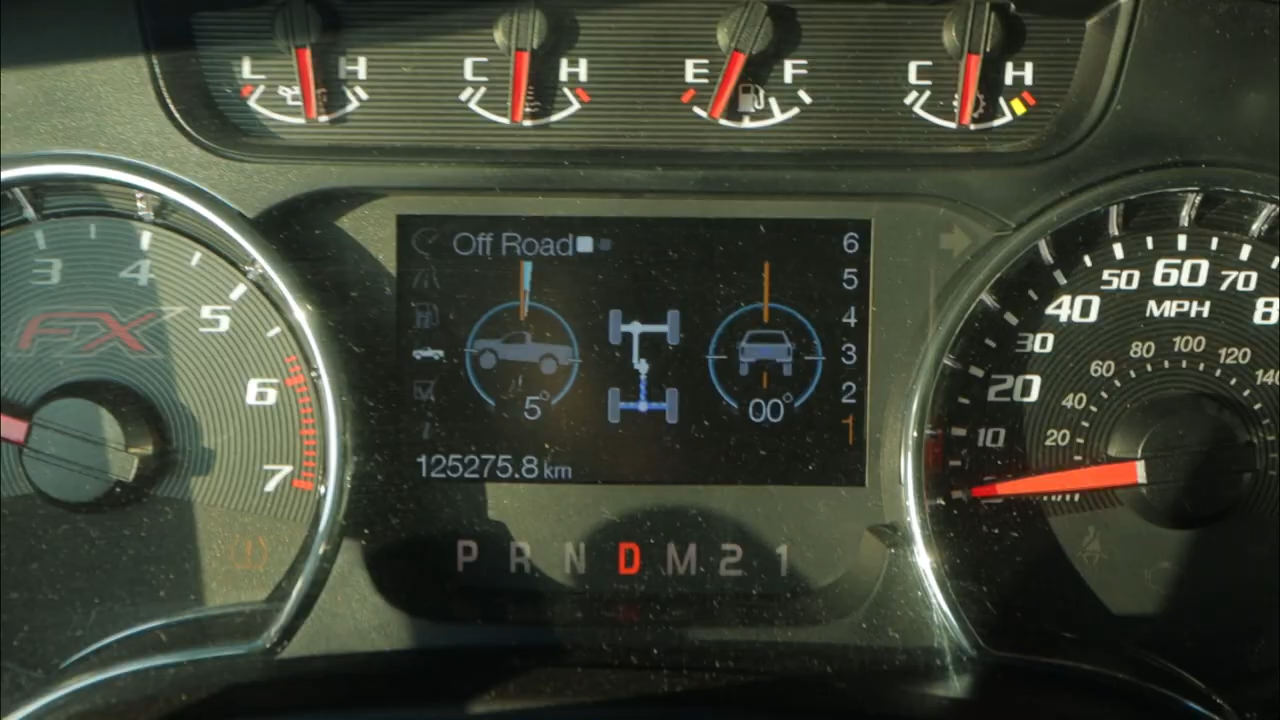 L H C H E F C H
Off Road
6
5
4
3
2
1
5°
00°
125275.8 km
P R N D M 2 1
3 4 5 6 7
FX
10 20 30 40 50 60 70 8
MPH
20 40 60 80 100 120 140